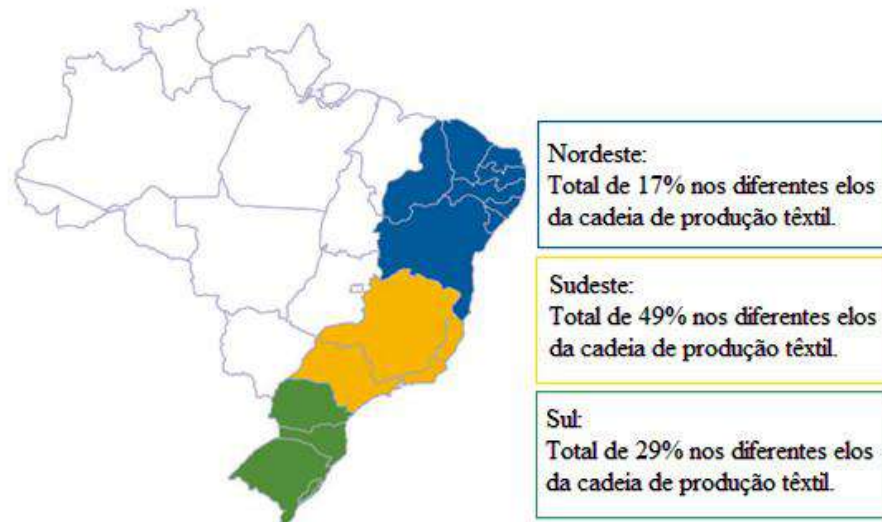 Nordeste:
Total de 17% nos diferentes elos
da cadeia de produção têxtil.
Sudeste:
Total de 49% nos diferentes elos
da cadeia de produção têxtil.
Sul:
Total de 29% nos diferentes elos
da cadeia de produção têxtil.